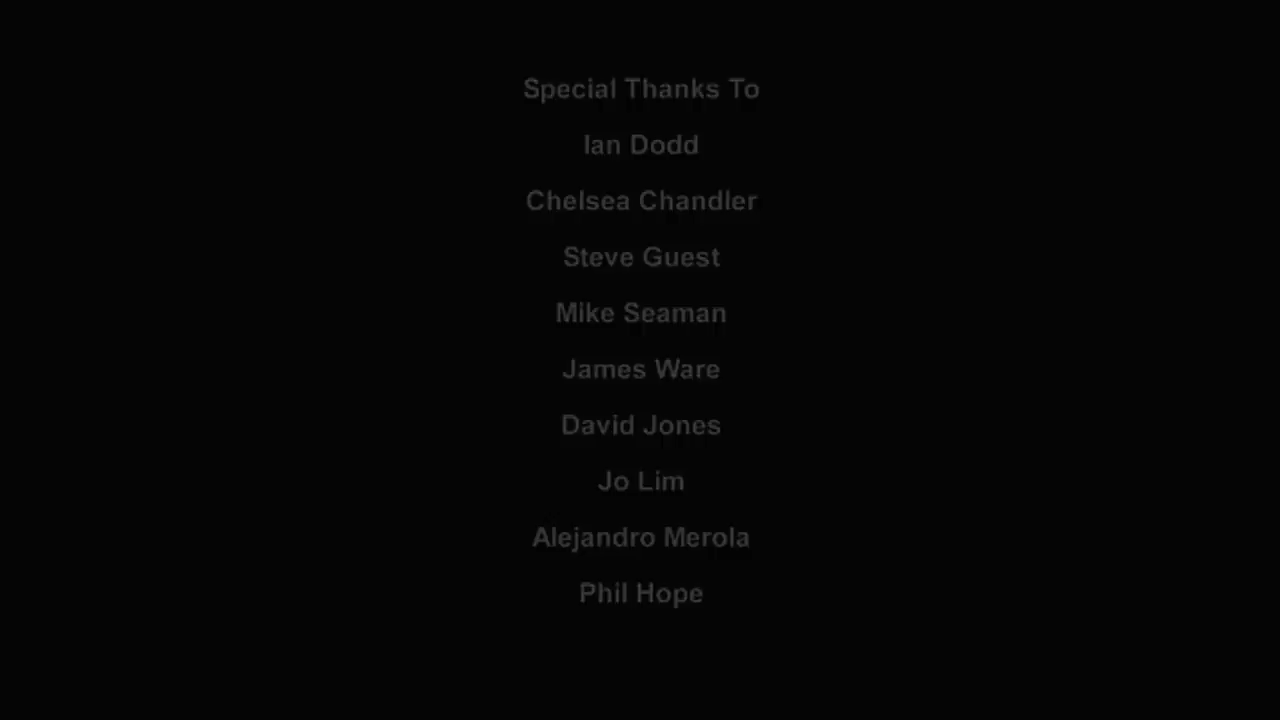 Special Thanks To
Ian Dodd
Chelsea Chandler
Steve Guest
Mike Seaman
James Ware
David Jones
Jo Lim
Alejandro Merola
Phil Hope